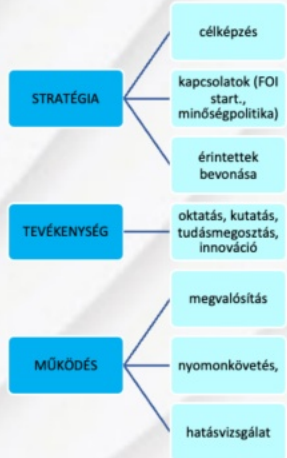 STRATÉGIA
célképzés
kapcsolatok (FOI
start.,
minőségpolitika)
érintettek
bevonása
TEVÉKENYSÉG
oktatás, kutatás,
tudásmegosztás,
innováció
MŰKÖDÉS
megvalósítás
nyomonkövetés,
hatásvizsgálat